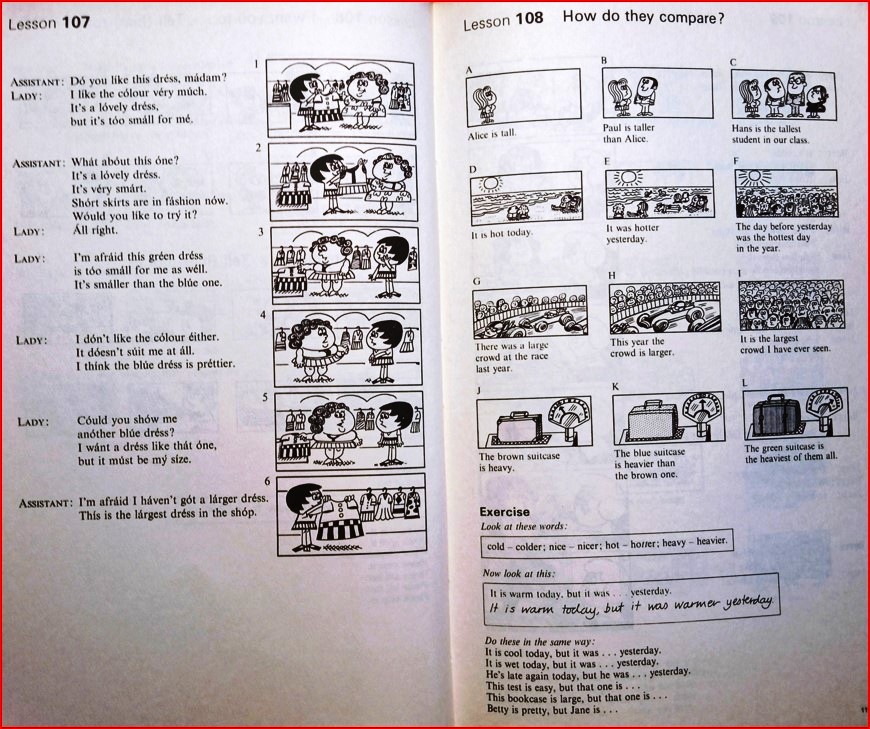 Lesson 107
1
ASSISTANT: Dó you like this dréss, mádam?
LADY: I like the cólour véry múch.
It's a lóvely dréss,
but it's tóo smáll for mé.
2
ASSISTANT: Whát abóut this óne?
It's a lóvely dréss.
It's véry smárt.
Shórt skírts are in fáshion nów.
Wóuld you líke to trý it?
LADY: Áll right.
3
LADY: I'm afráid this gréen dréss
is tóo smáll for me as wéll.
It's smáller than the blúe one.
4
LADY: I dón't líke the cólour éither.
It dóesn't súit me at áll.
I think the blúe dréss is préttier.
5
LADY: Cóuld you shów me
anóther blúe dréss?
I wánt a dréss like thát óne,
but it múst be mý size.
6
ASSISTANT: I'm afráid I háven't gót a lárger dréss.
This is the lárgest dréss in the shóp.
Lesson 108 How do they compare?
A
Alice is tall.
B
Paul is taller
than Alice.
C
Hans is the tallest
student in our class.
D
It is hot today.
E
It was hotter
yesterday.
F
The day before yesterday
was the hottest day
in the year.
G
There was a large
crowd at the race
last year.
H
This year the
crowd is larger.
I
It is the largest
crowd I have ever seen.
J
The brown suitcase
is heavy.
K
The blue suitcase
is heavier than
the brown one.
L
The green suitcase is
the heaviest of them all.
Exercise
Look at these words:
cold – colder; nice – nicer; hot – hotter; heavy – heavier.
Now look at this:
It is warm today, but it was . . . yesterday.
It is warm today, but it was warmer yesterday.
Do these in the same way:
It is cool today, but it was . . . yesterday.
It is wet today, but it was . . . yesterday.
He's late again today, but he was . . . yesterday.
This test is easy, but that one is . . .
This bookcase is large, but that one is . . .
Betty is pretty, but Jane is . . .